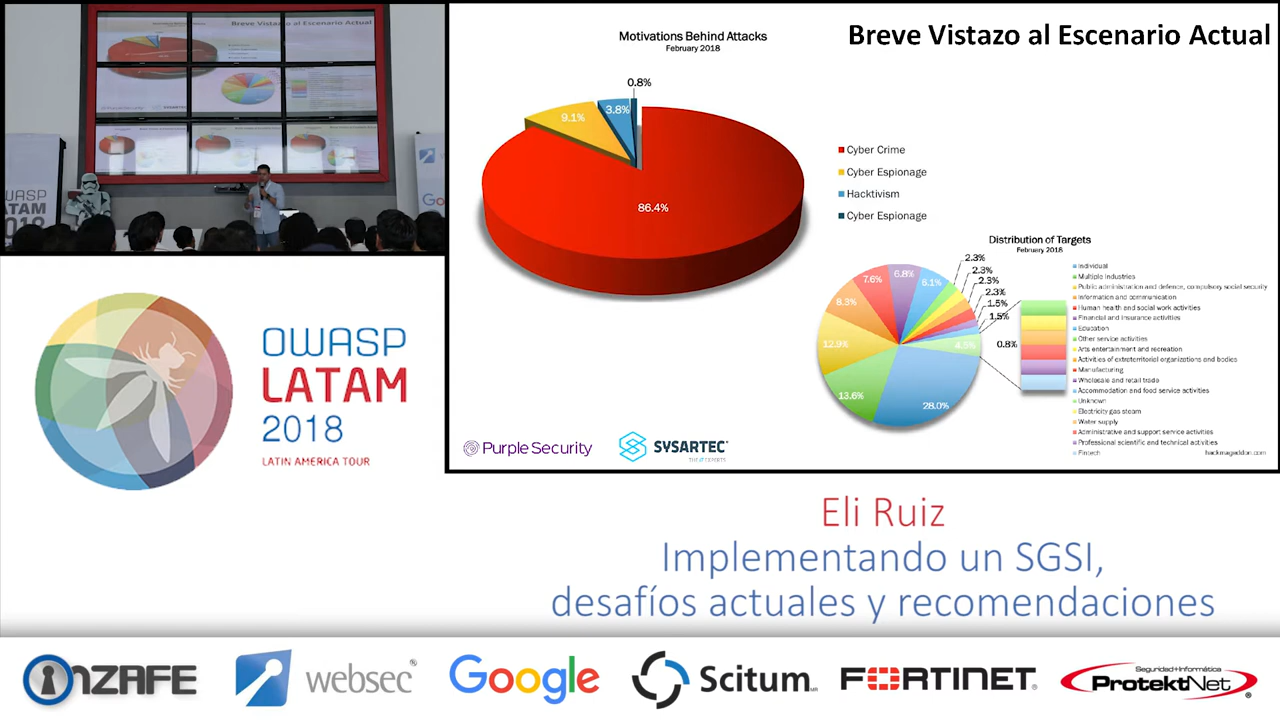 Breve Vistazo al Escenario Actual
Motivations Behind Attacks
February 2018
0.8%
3.8%
9.1%
86.4%
Cyber Crime
Cyber Espionage
Hacktivism
Cyber Espionage
Distribution of Targets
February 2018
2.3%
2.3%
2.3%
2.3%
1.5%
1.5%
0.8%
4.5%
6.8%
6.1%
7.6%
8.3%
12.9%
13.6%
28.0%
Individual
Multiple Industries
Public administration and defence, compulsory social security
Information and communication
Human health and social work activities
Financial and insurance activities
Education
Other service activities
Arts entertainment and recreation
Activities of extraterritorial organizations and bodies
Manufacturing
Wholesale and retail trade
Accommodation and food service activities
Unknown
Electricity gas steam
Water supply
Administrative and support service activities
Professional scientific and technical activities
Fintech
hackmageddon.com
Purple Security
SYSARTEC
THE IT EXPERTS
OWASP
LATAM
2018
LATIN AMERICA TOUR
Eli Ruiz
Implementando un SGSI,
desafíos actuales y recomendaciones
ONZAFE
websec®
Google
Scitum MR
FORTINET®
Seguridad+Informática
ProtektNet®